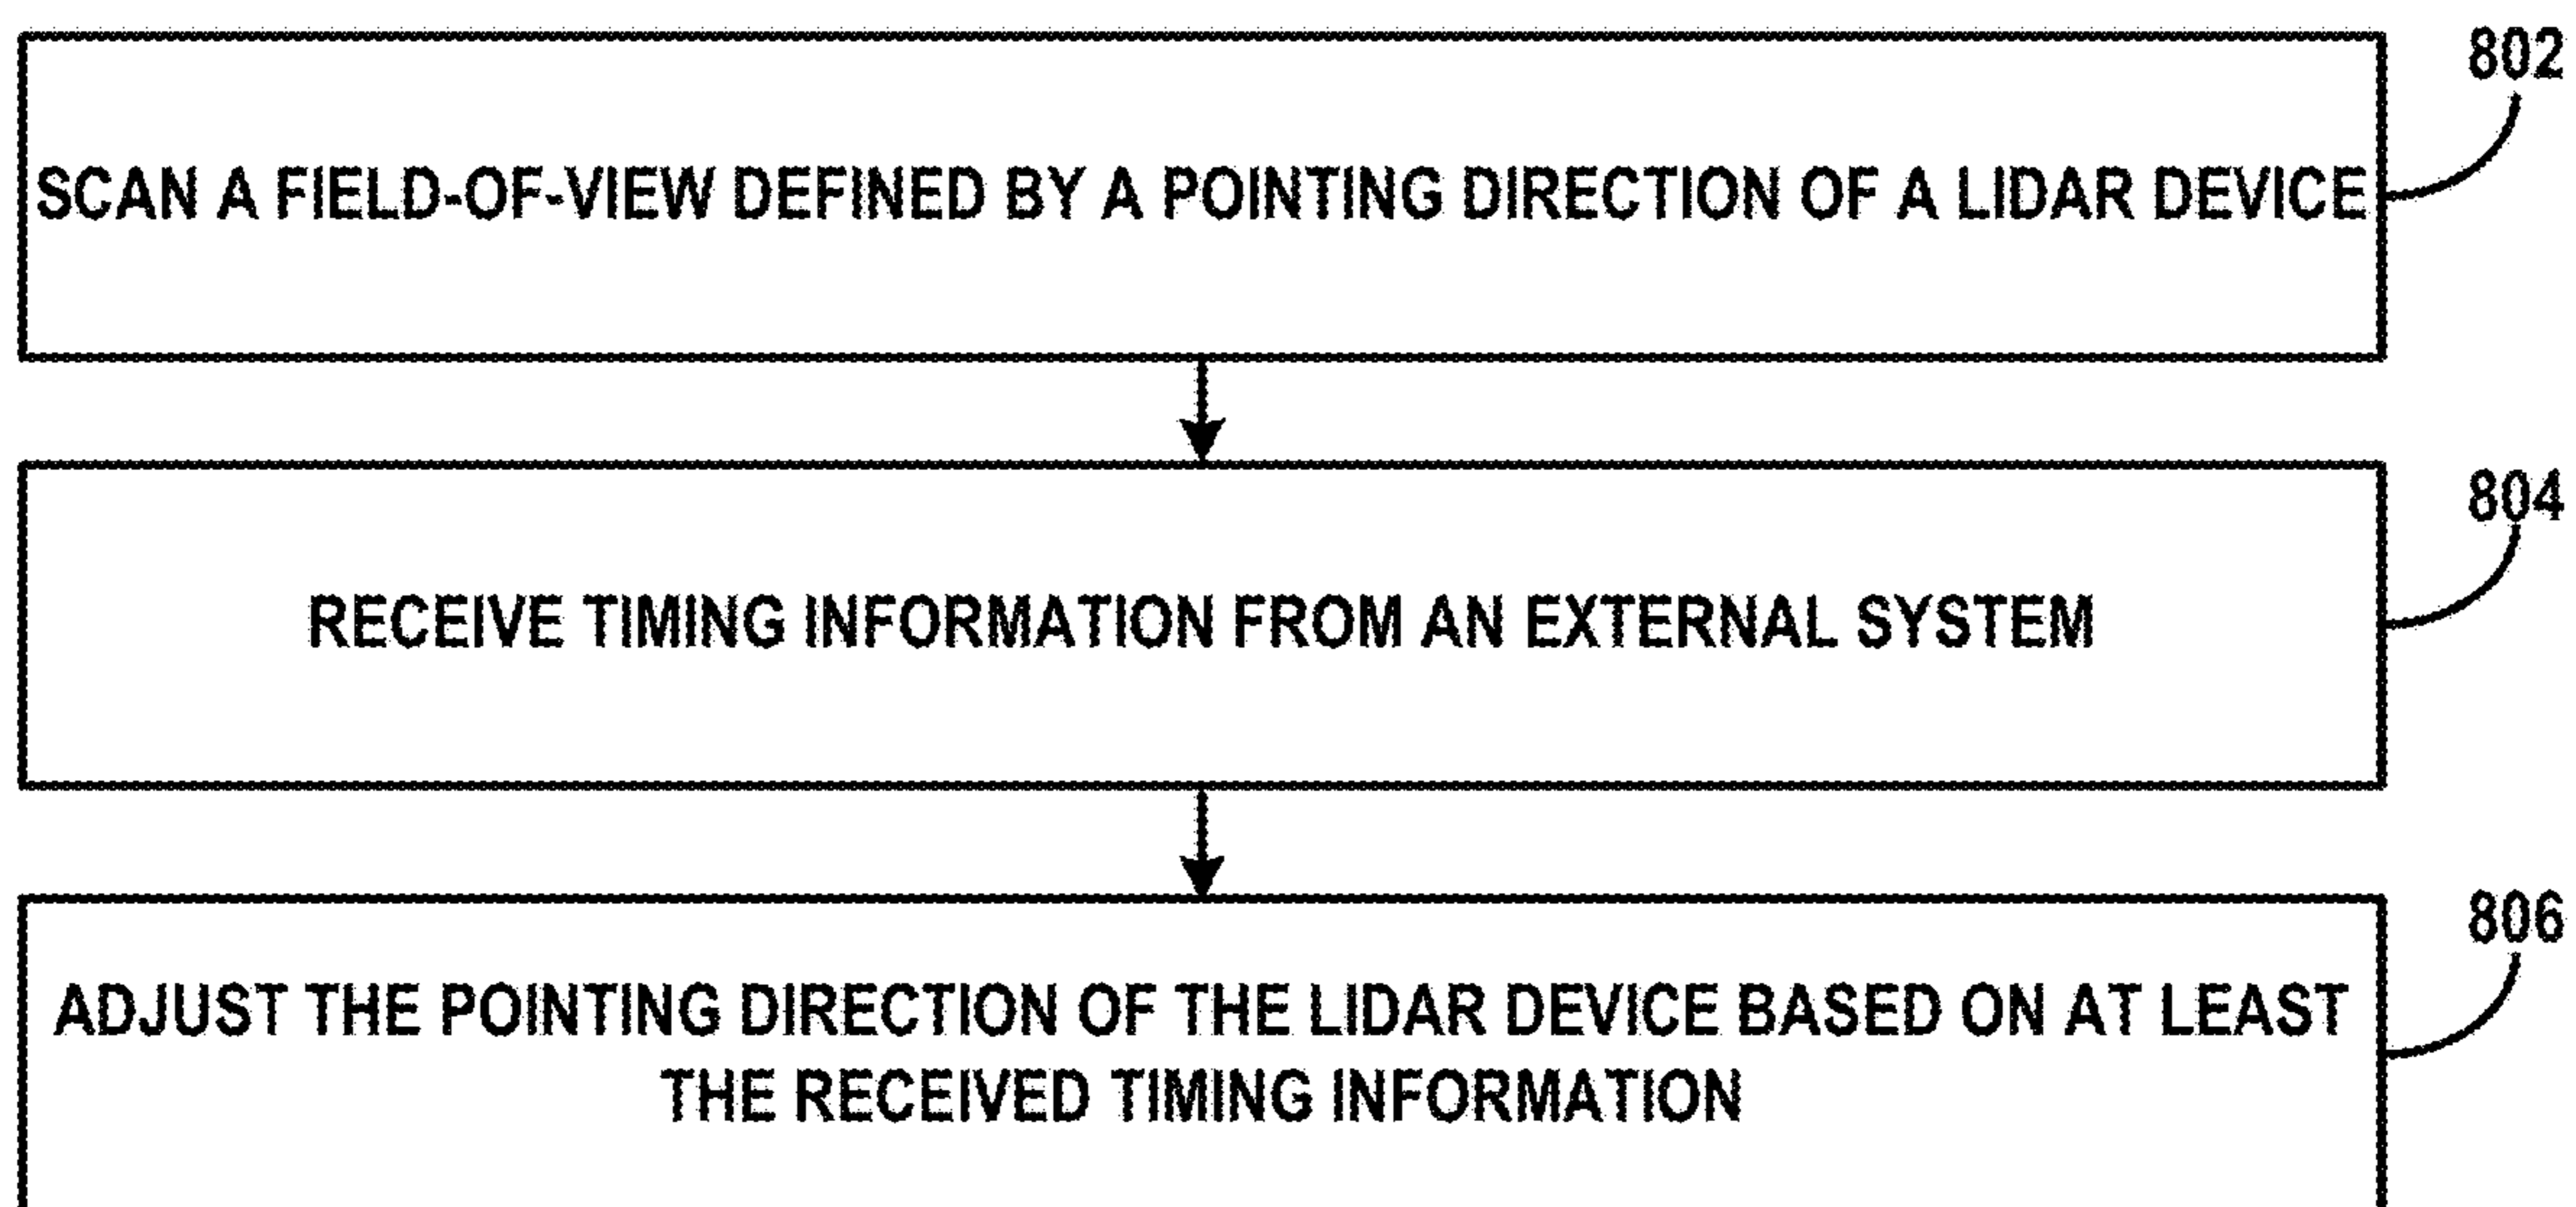 802
SCAN A FIELD-OF-VIEW DEFINED BY A POINTING DIRECTION OF A LIDAR DEVICE
804
RECEIVE TIMING INFORMATION FROM AN EXTERNAL SYSTEM
806
ADJUST THE POINTING DIRECTION OF THE LIDAR DEVICE BASED ON AT LEAST
THE RECEIVED TIMING INFORMATION